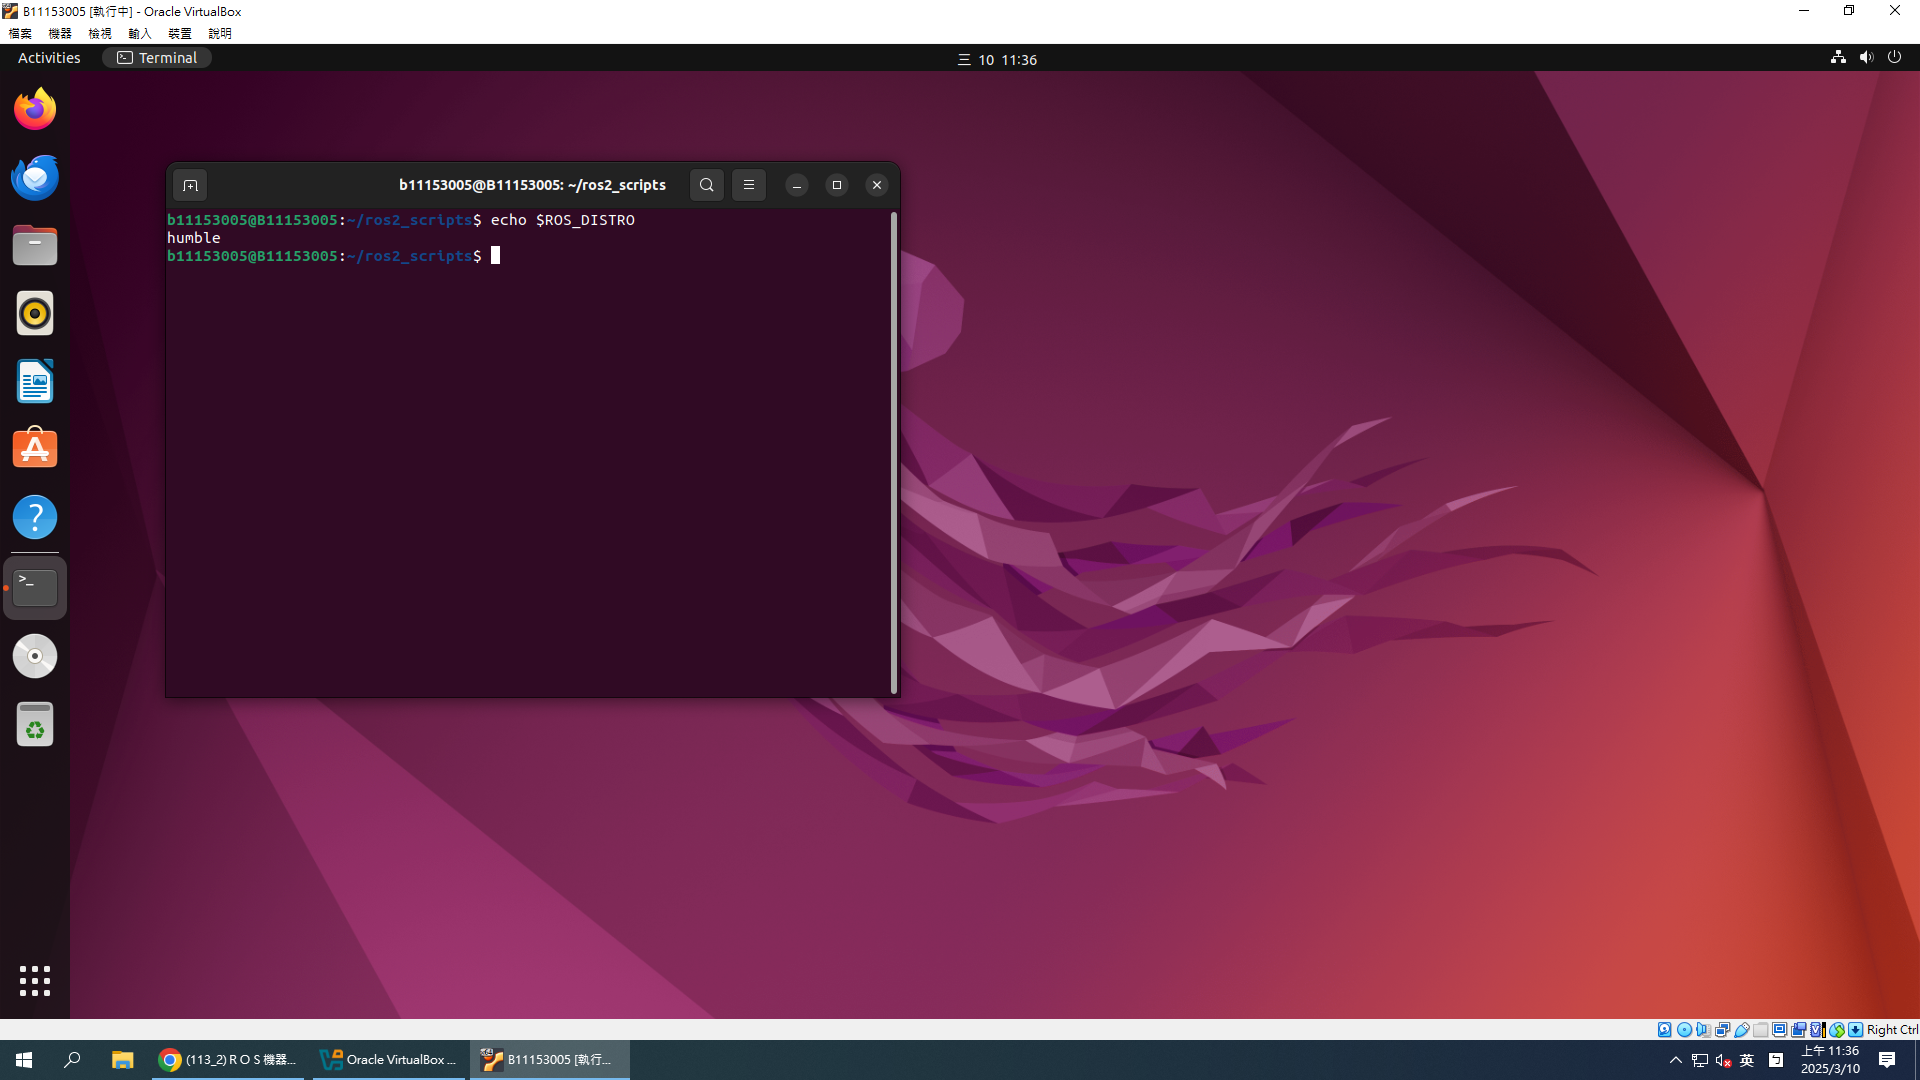 B11153005 [執行中] - Oracle VirtualBox
檔案 機器 檢視 輸入 裝置 說明
Activities Terminal 三 10 11:36
b11153005@B11153005: ~/ros2_scripts
b11153005@B11153005:~/ros2_scripts$ echo $ROS_DISTRO
humble
b11153005@B11153005:~/ros2_scripts$
Right Ctrl
(113_2) R O S 機器... Oracle VirtualBox ... B11153005 [執行... 英 上午 11:36
2025/3/10